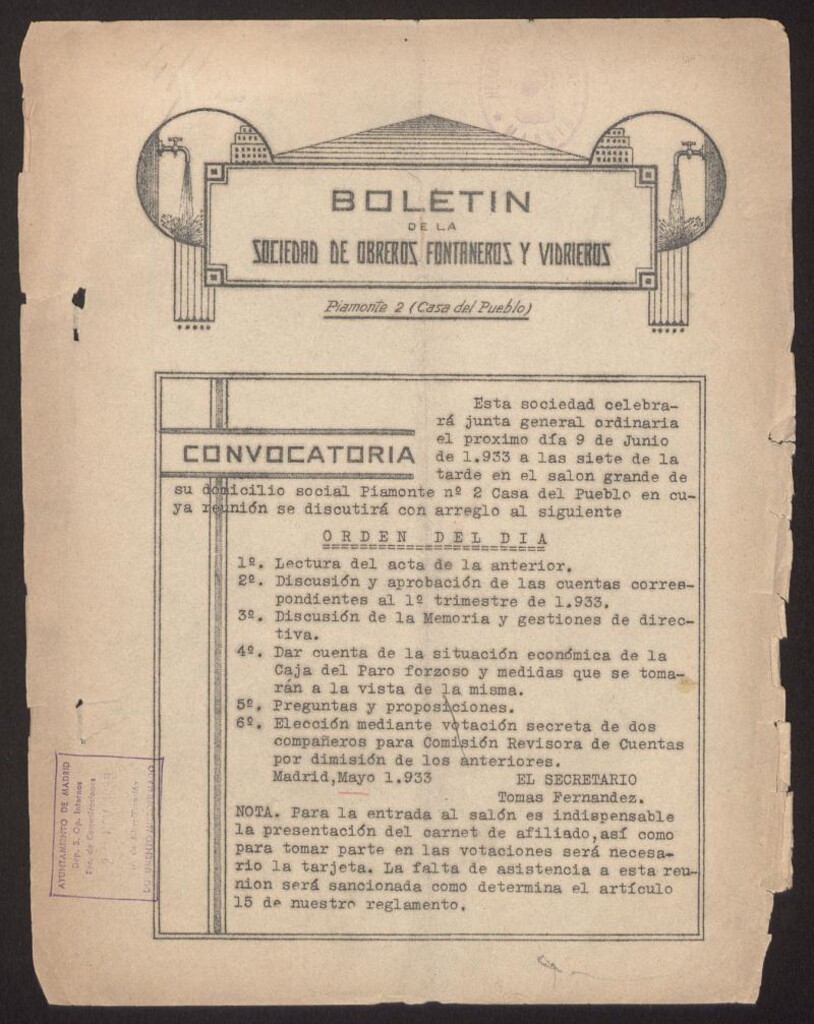 BOLETIN
DE LA
SOCIEDAD DE OBREROS FONTANEROS Y VIDRIEROS
Piamonte 2 (Casa del Pueblo)
CONVOCATORIA
Esta sociedad celebra-
rá junta general ordinaria
el proximo día 9 de Junio
de 1.933 a las siete de la
tarde en el salon grande de
su domicilio social Piamonte nº 2 Casa del Pueblo en cu-
ya reunión se discutirá con arreglo al siguiente
ORDEN DEL DIA
1º. Lectura del acta de la anterior.
2º. Discusión y aprobación de las cuentas corres-
pondientes al 1º trimestre de 1.933.
3º. Discusión de la Memoria y gestiones de direc-
tiva.
4º. Dar cuenta de la situación económica de la
Caja del Paro forzoso y medidas que se toma-
rán a la vista de la misma.
5º. Preguntas y proposiciones.
6º. Elección mediante votación secreta de dos
compañeros para Comisión Revisora de Cuentas
por dimisión de los anteriores.
Madrid,Mayo 1.933 EL SECRETARIO
Tomas Fernandez.
NOTA. Para la entrada al salón es indispensable
la presentación del carnet de afiliado,así como
para tomar parte en las votaciones será necesa-
rio la tarjeta. La falta de asistencia a esta reu-
nion será sancionada como determina el artículo
15 de nuestro reglamento.
AYUNTAMIENTO DE MADRID